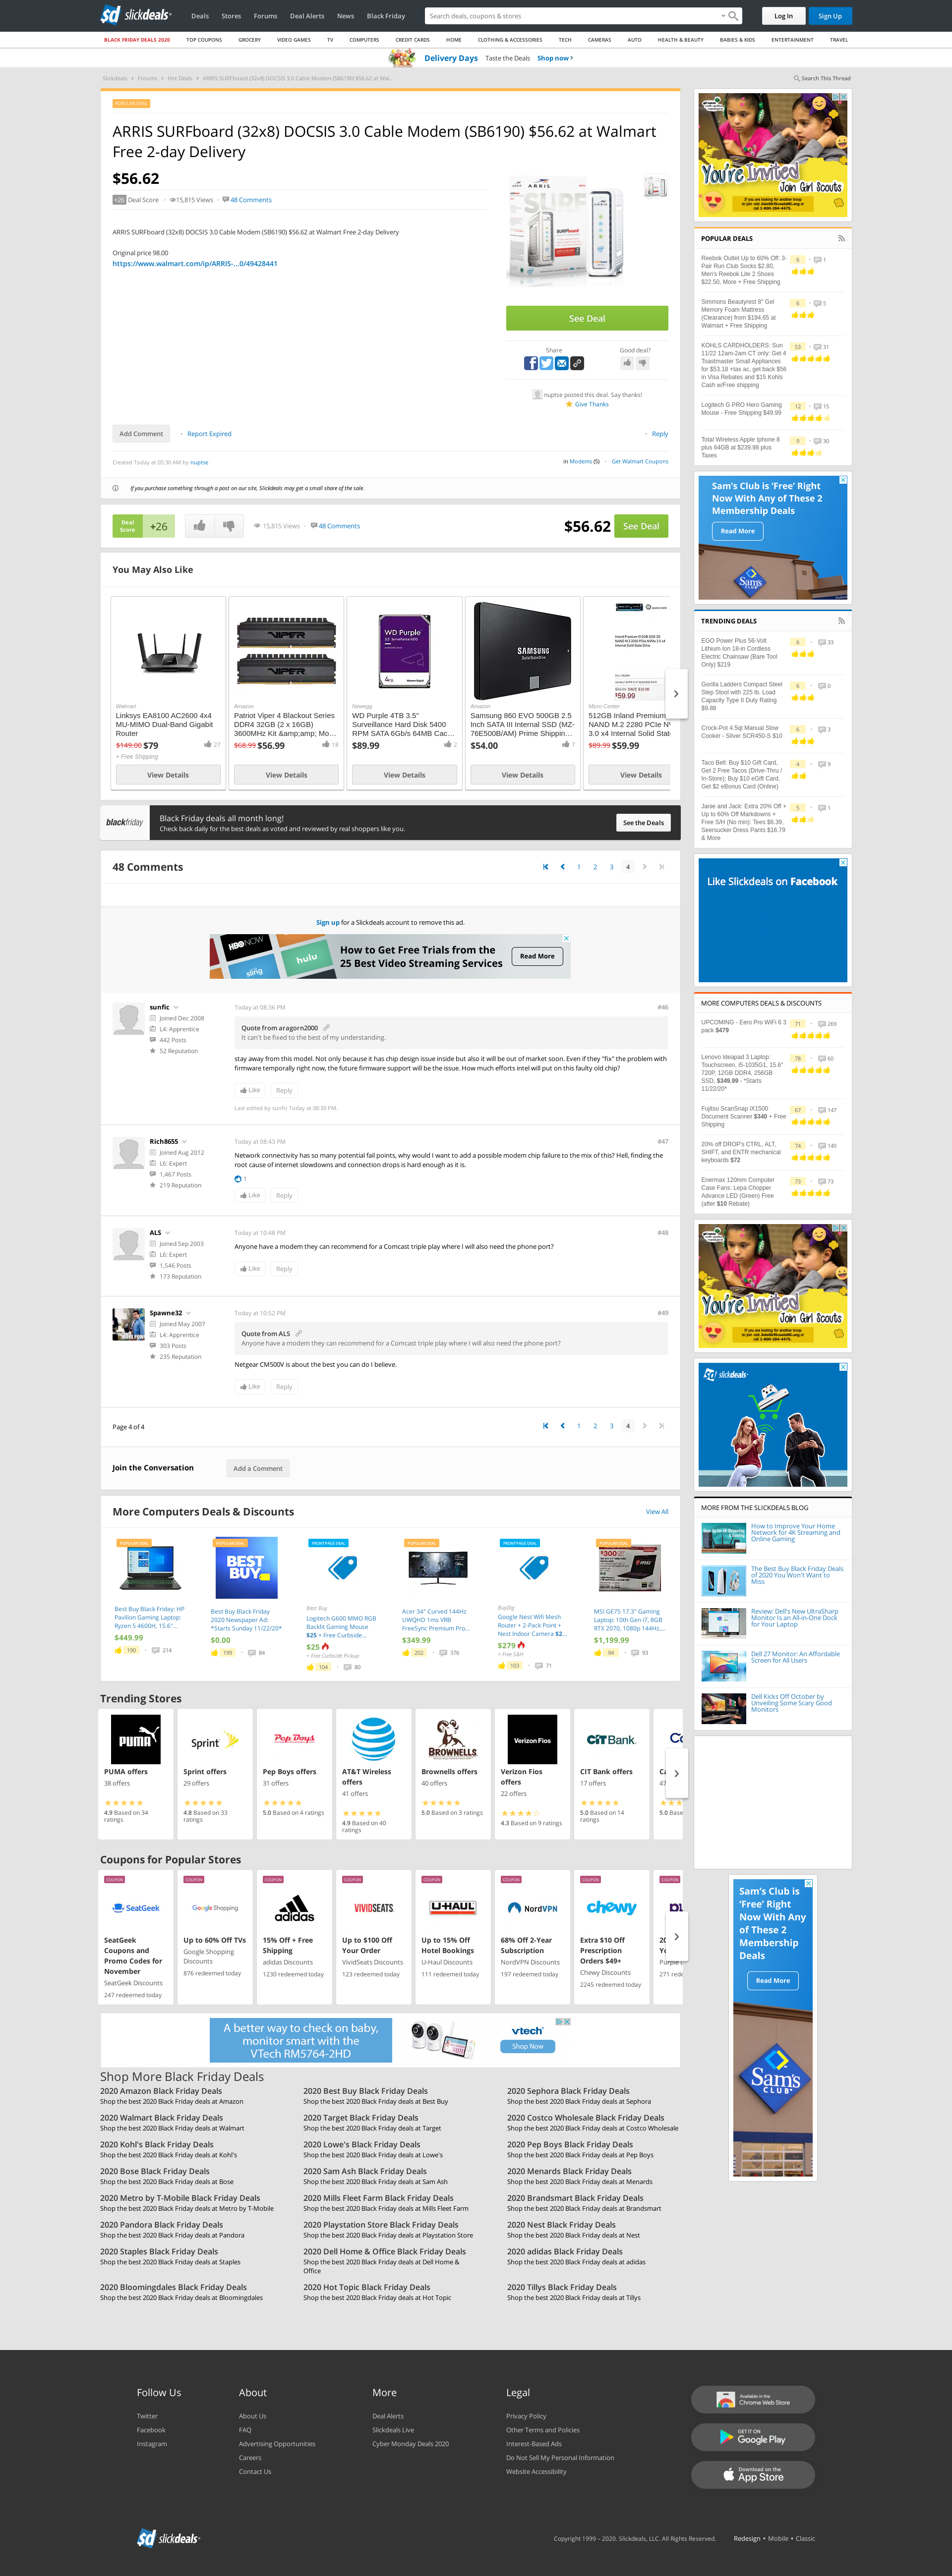 slickdeals
Deals
Stores
Forums
Deal Alerts
News
Black Friday
Search deals, coupons & stores
Log In
Sign Up
BLACK FRIDAY DEALS 2020
TOP COUPONS
GROCERY
VIDEO GAMES
TV
COMPUTERS
CREDIT CARDS
HOME
CLOTHING & ACCESSORIES
TECH
CAMERAS
AUTO
HEALTH & BEAUTY
BABIES & KIDS
ENTERTAINMENT
TRAVEL
Delivery Days Taste the Deals Shop now
Slickdeals > Forums > Hot Deals > ARRIS SURFboard (32x8) DOCSIS 3.0 Cable Modem (SB6190) $56.62 at Wal...
Search This Thread
POPULAR DEAL
ARRIS SURFboard (32x8) DOCSIS 3.0 Cable Modem (SB6190) $56.62 at Walmart
Free 2-day Delivery
$56.62
+26 Deal Score 15,815 Views 48 Comments
ARRIS SURFboard (32x8) DOCSIS 3.0 Cable Modem (SB6190) $56.62 at Walmart Free 2-day Delivery
Original price 98.00
https://www.walmart.com/ip/ARRIS-...0/49428441
See Deal
Share
Good deal?
nuptse posted this deal. Say thanks!
Give Thanks
Add Comment
Report Expired
Reply
Created Today at 05:30 AM by nuptse
in Modems (5)
Get Walmart Coupons
If you purchase something through a post on our site, Slickdeals may get a small share of the sale.
Deal
Score
+26
15,815 Views
48 Comments
$56.62
See Deal
You May Also Like
Walmart
Linksys EA8100 AC2600 4x4
MU-MIMO Dual-Band Gigabit
Router
$149.00 $79
27
+ Free Shipping
View Details
Amazon
Patriot Viper 4 Blackout Series
DDR4 32GB (2 x 16GB)
3600MHz Kit &amp;amp; Mo...
$68.99 $56.99
18
View Details
Newegg
WD Purple 4TB 3.5"
Surveillance Hard Disk 5400
RPM SATA 6Gb/s 64MB Cac...
$89.99
2
View Details
Amazon
Samsung 860 EVO 500GB 2.5
Inch SATA III Internal SSD (MZ-
76E500B/AM) Prime Shippin...
$54.00
7
View Details
Micro Center
512GB Inland Premium
NAND M.2 2280 PCIe NV
3.0 x4 Internal Solid Stat
$89.99 $59.99
View Details
blackfriday
Black Friday deals all month long!
Check back daily for the best deals as voted and reviewed by real shoppers like you.
See the Deals
48 Comments
1 2 3 4
Sign up for a Slickdeals account to remove this ad.
HBO NOW
sling
hulu
How to Get Free Trials from the
25 Best Video Streaming Services
Read More
sunfic
Joined Dec 2008
L4: Apprentice
442 Posts
52 Reputation
Today at 08:36 PM
#46
Quote from aragorn2000
It can't be fixed to the best of my understanding.
stay away from this model. Not only because it has chip design issue inside but also it will be out of market soon. Even if they "fix" the problem with
firmware temporarily right now, the future firmware support will be the issue. How much efforts intel will put on this faulty old chip?
Like
Reply
Last edited by sunfic Today at 08:39 PM.
Rich8655
Joined Aug 2012
L6: Expert
1,467 Posts
219 Reputation
Today at 08:43 PM
#47
Network connectivity has so many potential fail points, why would I want to add a possible modem chip failure to the mix of this? Hell, finding the
root cause of internet slowdowns and connection drops is hard enough as it is.
1
Like
Reply
ALS
Joined Sep 2003
L6: Expert
1,546 Posts
173 Reputation
Today at 10:48 PM
#48
Anyone have a modem they can recommend for a Comcast triple play where I will also need the phone port?
Like
Reply
Spawne32
Joined May 2007
L4: Apprentice
303 Posts
235 Reputation
Today at 10:52 PM
#49
Quote from ALS
Anyone have a modem they can recommend for a Comcast triple play where I will also need the phone port?
Netgear CM500V is about the best you can do I believe.
Like
Reply
Page 4 of 4
1 2 3 4
Join the Conversation
Add a Comment
More Computers Deals & Discounts
View All
POPULAR DEAL
Best Buy Black Friday: HP
Pavilion Gaming Laptop:
Ryzen 5 4600H, 15.6"...
$449.99
190 214
POPULAR DEAL
BEST BUY
Best Buy Black Friday
2020 Newspaper Ad:
*Starts Sunday 11/22/20*
$0.00
199 84
FRONTPAGE DEAL
Best Buy
Logitech G600 MMO RGB
Backlit Gaming Mouse
$25 + Free Curbside...
$25
+ Free Curbside Pickup
104 80
POPULAR DEAL
Acer 34" Curved 144Hz
UWQHD 1ms VRB
FreeSync Premium Pro...
$349.99
202 376
FRONTPAGE DEAL
BuyDig
Google Nest Wifi Mesh
Router + 2-Pack Point +
Nest Indoor Camera $2...
$279
+ Free S&H
103 71
POPULAR DEAL
MSI GE75 17.3" Gaming
Laptop: 10th Gen i7, 8GB
RTX 2070, 1080p 144Hz,...
$1,199.99
94 93
Trending Stores
PUMA offers
38 offers
4.9 Based on 34
ratings
Sprint offers
29 offers
4.8 Based on 33
ratings
Pep Boys offers
31 offers
5.0 Based on 4 ratings
AT&T Wireless
offers
41 offers
4.9 Based on 40
ratings
Brownells offers
40 offers
5.0 Based on 3 ratings
Verizon Fios
offers
22 offers
4.3 Based on 9 ratings
CIT Bank offers
17 offers
5.0 Based on 14
ratings
Coupons for Popular Stores
COUPON
SeatGeek
SeatGeek
Coupons and
Promo Codes for
November
SeatGeek Discounts
247 redeemed today
COUPON
Google Shopping
Up to 60% Off TVs
Google Shopping
Discounts
876 redeemed today
COUPON
adidas
15% Off + Free
Shipping
adidas Discounts
1230 redeemed today
COUPON
VIVIDSEATS
Up to $100 Off
Your Order
VividSeats Discounts
123 redeemed today
COUPON
U-HAUL
Up to 15% Off
Hotel Bookings
U-Haul Discounts
111 redeemed today
COUPON
NordVPN
68% Off 2-Year
Subscription
NordVPN Discounts
197 redeemed today
COUPON
chewy
Extra $10 Off
Prescription
Orders $49+
Chewy Discounts
2245 redeemed today
COUPON
A better way to check on baby,
monitor smart with the
VTech RM5764-2HD
vtech
Shop Now
Shop More Black Friday Deals
2020 Amazon Black Friday Deals
Shop the best 2020 Black Friday deals at Amazon
2020 Best Buy Black Friday Deals
Shop the best 2020 Black Friday deals at Best Buy
2020 Sephora Black Friday Deals
Shop the best 2020 Black Friday deals at Sephora
2020 Walmart Black Friday Deals
Shop the best 2020 Black Friday deals at Walmart
2020 Target Black Friday Deals
Shop the best 2020 Black Friday deals at Target
2020 Costco Wholesale Black Friday Deals
Shop the best 2020 Black Friday deals at Costco Wholesale
2020 Kohl's Black Friday Deals
Shop the best 2020 Black Friday deals at Kohl's
2020 Lowe's Black Friday Deals
Shop the best 2020 Black Friday deals at Lowe's
2020 Pep Boys Black Friday Deals
Shop the best 2020 Black Friday deals at Pep Boys
2020 Bose Black Friday Deals
Shop the best 2020 Black Friday deals at Bose
2020 Sam Ash Black Friday Deals
Shop the best 2020 Black Friday deals at Sam Ash
2020 Menards Black Friday Deals
Shop the best 2020 Black Friday deals at Menards
2020 Metro by T-Mobile Black Friday Deals
Shop the best 2020 Black Friday deals at Metro by T-Mobile
2020 Mills Fleet Farm Black Friday Deals
Shop the best 2020 Black Friday deals at Mills Fleet Farm
2020 Brandsmart Black Friday Deals
Shop the best 2020 Black Friday deals at Brandsmart
2020 Pandora Black Friday Deals
Shop the best 2020 Black Friday deals at Pandora
2020 Playstation Store Black Friday Deals
Shop the best 2020 Black Friday deals at Playstation Store
2020 Nest Black Friday Deals
Shop the best 2020 Black Friday deals at Nest
2020 Staples Black Friday Deals
Shop the best 2020 Black Friday deals at Staples
2020 Dell Home & Office Black Friday Deals
Shop the best 2020 Black Friday deals at Dell Home &
Office
2020 adidas Black Friday Deals
Shop the best 2020 Black Friday deals at adidas
2020 Bloomingdales Black Friday Deals
Shop the best 2020 Black Friday deals at Bloomingdales
2020 Hot Topic Black Friday Deals
Shop the best 2020 Black Friday deals at Hot Topic
2020 Tillys Black Friday Deals
Shop the best 2020 Black Friday deals at Tillys
You're Invited
Join Girl Scouts
POPULAR DEALS
Reebok Outlet Up to 60% Off: 3-
Pair Run Club Socks $2.80,
Men's Reebok Lite 2 Shoes
$22.50, More + Free Shipping
6 1
Simmons Beautyrest 8" Gel
Memory Foam Mattress
(Clearance) from $194.65 at
Walmart + Free Shipping
6 5
KOHLS CARDHOLDERS: Sun
11/22 12am-2am CT only: Get 4
Toastmaster Small Appliances
for $53.18 +tax ac, get back $56
in Visa Rebates and $15 Kohls
Cash w/Free shipping
53 31
Logitech G PRO Hero Gaming
Mouse - Free Shipping $49.99
12 15
Total Wireless Apple Iphone 8
plus 64GB at $239.98 plus
Taxes
9 30
Sam's Club is 'Free' Right
Now With Any of These 2
Membership Deals
Read More
TRENDING DEALS
EGO Power Plus 56-Volt
Lithium Ion 18-in Cordless
Electric Chainsaw (Bare Tool
Only) $219
6 33
Gorilla Ladders Compact Steel
Step Stool with 225 lb. Load
Capacity Type II Duty Rating
$9.88
6 0
Crock-Pot 4.5qt Manual Slow
Cooker - Silver SCR450-S $10
6 3
Taco Bell: Buy $10 Gift Card,
Get 2 Free Tacos (Drive-Thru /
In-Store); Buy $10 eGift Card,
Get $2 eBonus Card (Online)
4 9
Janie and Jack: Extra 20% Off +
Up to 60% Off Markdowns +
Free S/H (No min): Tees $6.39,
Seersucker Dress Pants $16.79
& More
5 1
Like Slickdeals on Facebook
MORE COMPUTERS DEALS & DISCOUNTS
UPCOMING - Eero Pro WiFi 6 3
pack $479
71 269
Lenovo Ideapad 3 Laptop:
Touchscreen, i5-1035G1, 15.6"
720P, 12GB DDR4, 256GB
SSD, $349.99 - *Starts
11/22/20*
78 60
Fujitsu ScanSnap iX1500
Document Scanner $340 + Free
Shipping
67 147
20% off DROP's CTRL, ALT,
SHIFT, and ENTR mechanical
keyboards $72
74 140
Enermax 120mm Computer
Case Fans: Lepa Chopper
Advance LED (Green) Free
(after $10 Rebate)
73 73
You're Invited
Join Girl Scouts
slickdeals
MORE FROM THE SLICKDEALS BLOG
How to Improve Your Home
Network for 4K Streaming and
Online Gaming
The Best Buy Black Friday Deals
of 2020 You Won't Want to
Miss
Review: Dell's New UltraSharp
Monitor Is an All-in-One Dock
for Your Laptop
Dell 27 Monitor: An Affordable
Screen for All Users
Dell Kicks Off October by
Unveiling Some Scary Good
Monitors
Sam's Club is
'Free' Right
Now With Any
of These 2
Membership
Deals
Read More
Sam's
CLUB
Follow Us
Twitter
Facebook
Instagram
About
About Us
FAQ
Advertising Opportunities
Careers
Contact Us
More
Deal Alerts
Slickdeals Live
Cyber Monday Deals 2020
Legal
Privacy Policy
Other Terms and Policies
Interest-Based Ads
Do Not Sell My Personal Information
Website Accessibility
Available in the
Chrome Web Store
GET IT ON
Google Play
Download on the
App Store
slickdeals
Copyright 1999 – 2020. Slickdeals, LLC. All Rights Reserved.
Redesign • Mobile • Classic